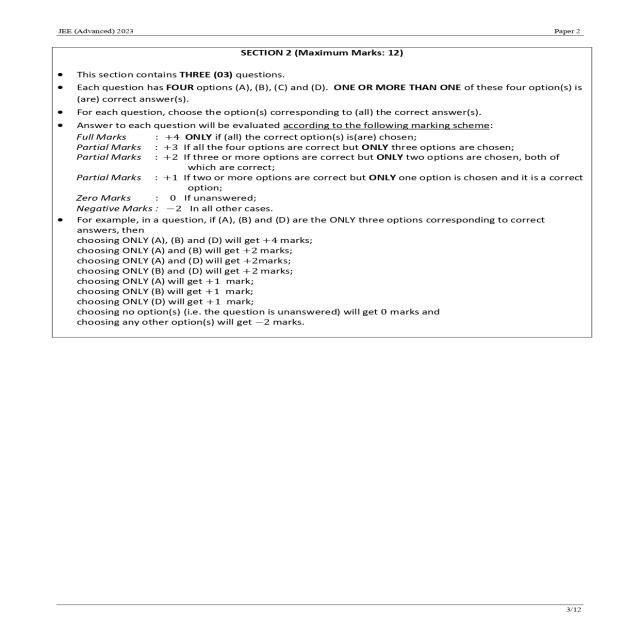 JEE (Advanced) 2023 Paper 2
SECTION 2 (Maximum Marks: 12)
• This section contains THREE (03) questions.
• Each question has FOUR options (A), (B), (C) and (D). ONE OR MORE THAN ONE of these four option(s) is
(are) correct answer(s).
• For each question, choose the option(s) corresponding to (all) the correct answer(s).
• Answer to each question will be evaluated according to the following marking scheme:
Full Marks : +4 ONLY if (all) the correct option(s) is(are) chosen;
Partial Marks : +3 If all the four options are correct but ONLY three options are chosen;
Partial Marks : +2 If three or more options are correct but ONLY two options are chosen, both of
which are correct;
Partial Marks : +1 If two or more options are correct but ONLY one option is chosen and it is a correct
option;
Zero Marks : 0 If unanswered;
Negative Marks : −2 In all other cases.
• For example, in a question, if (A), (B) and (D) are the ONLY three options corresponding to correct
answers, then
choosing ONLY (A), (B) and (D) will get +4 marks;
choosing ONLY (A) and (B) will get +2 marks;
choosing ONLY (A) and (D) will get +2marks;
choosing ONLY (B) and (D) will get +2 marks;
choosing ONLY (A) will get +1 mark;
choosing ONLY (B) will get +1 mark;
choosing ONLY (D) will get +1 mark;
choosing no option(s) (i.e. the question is unanswered) will get 0 marks and
choosing any other option(s) will get −2 marks.
3/12